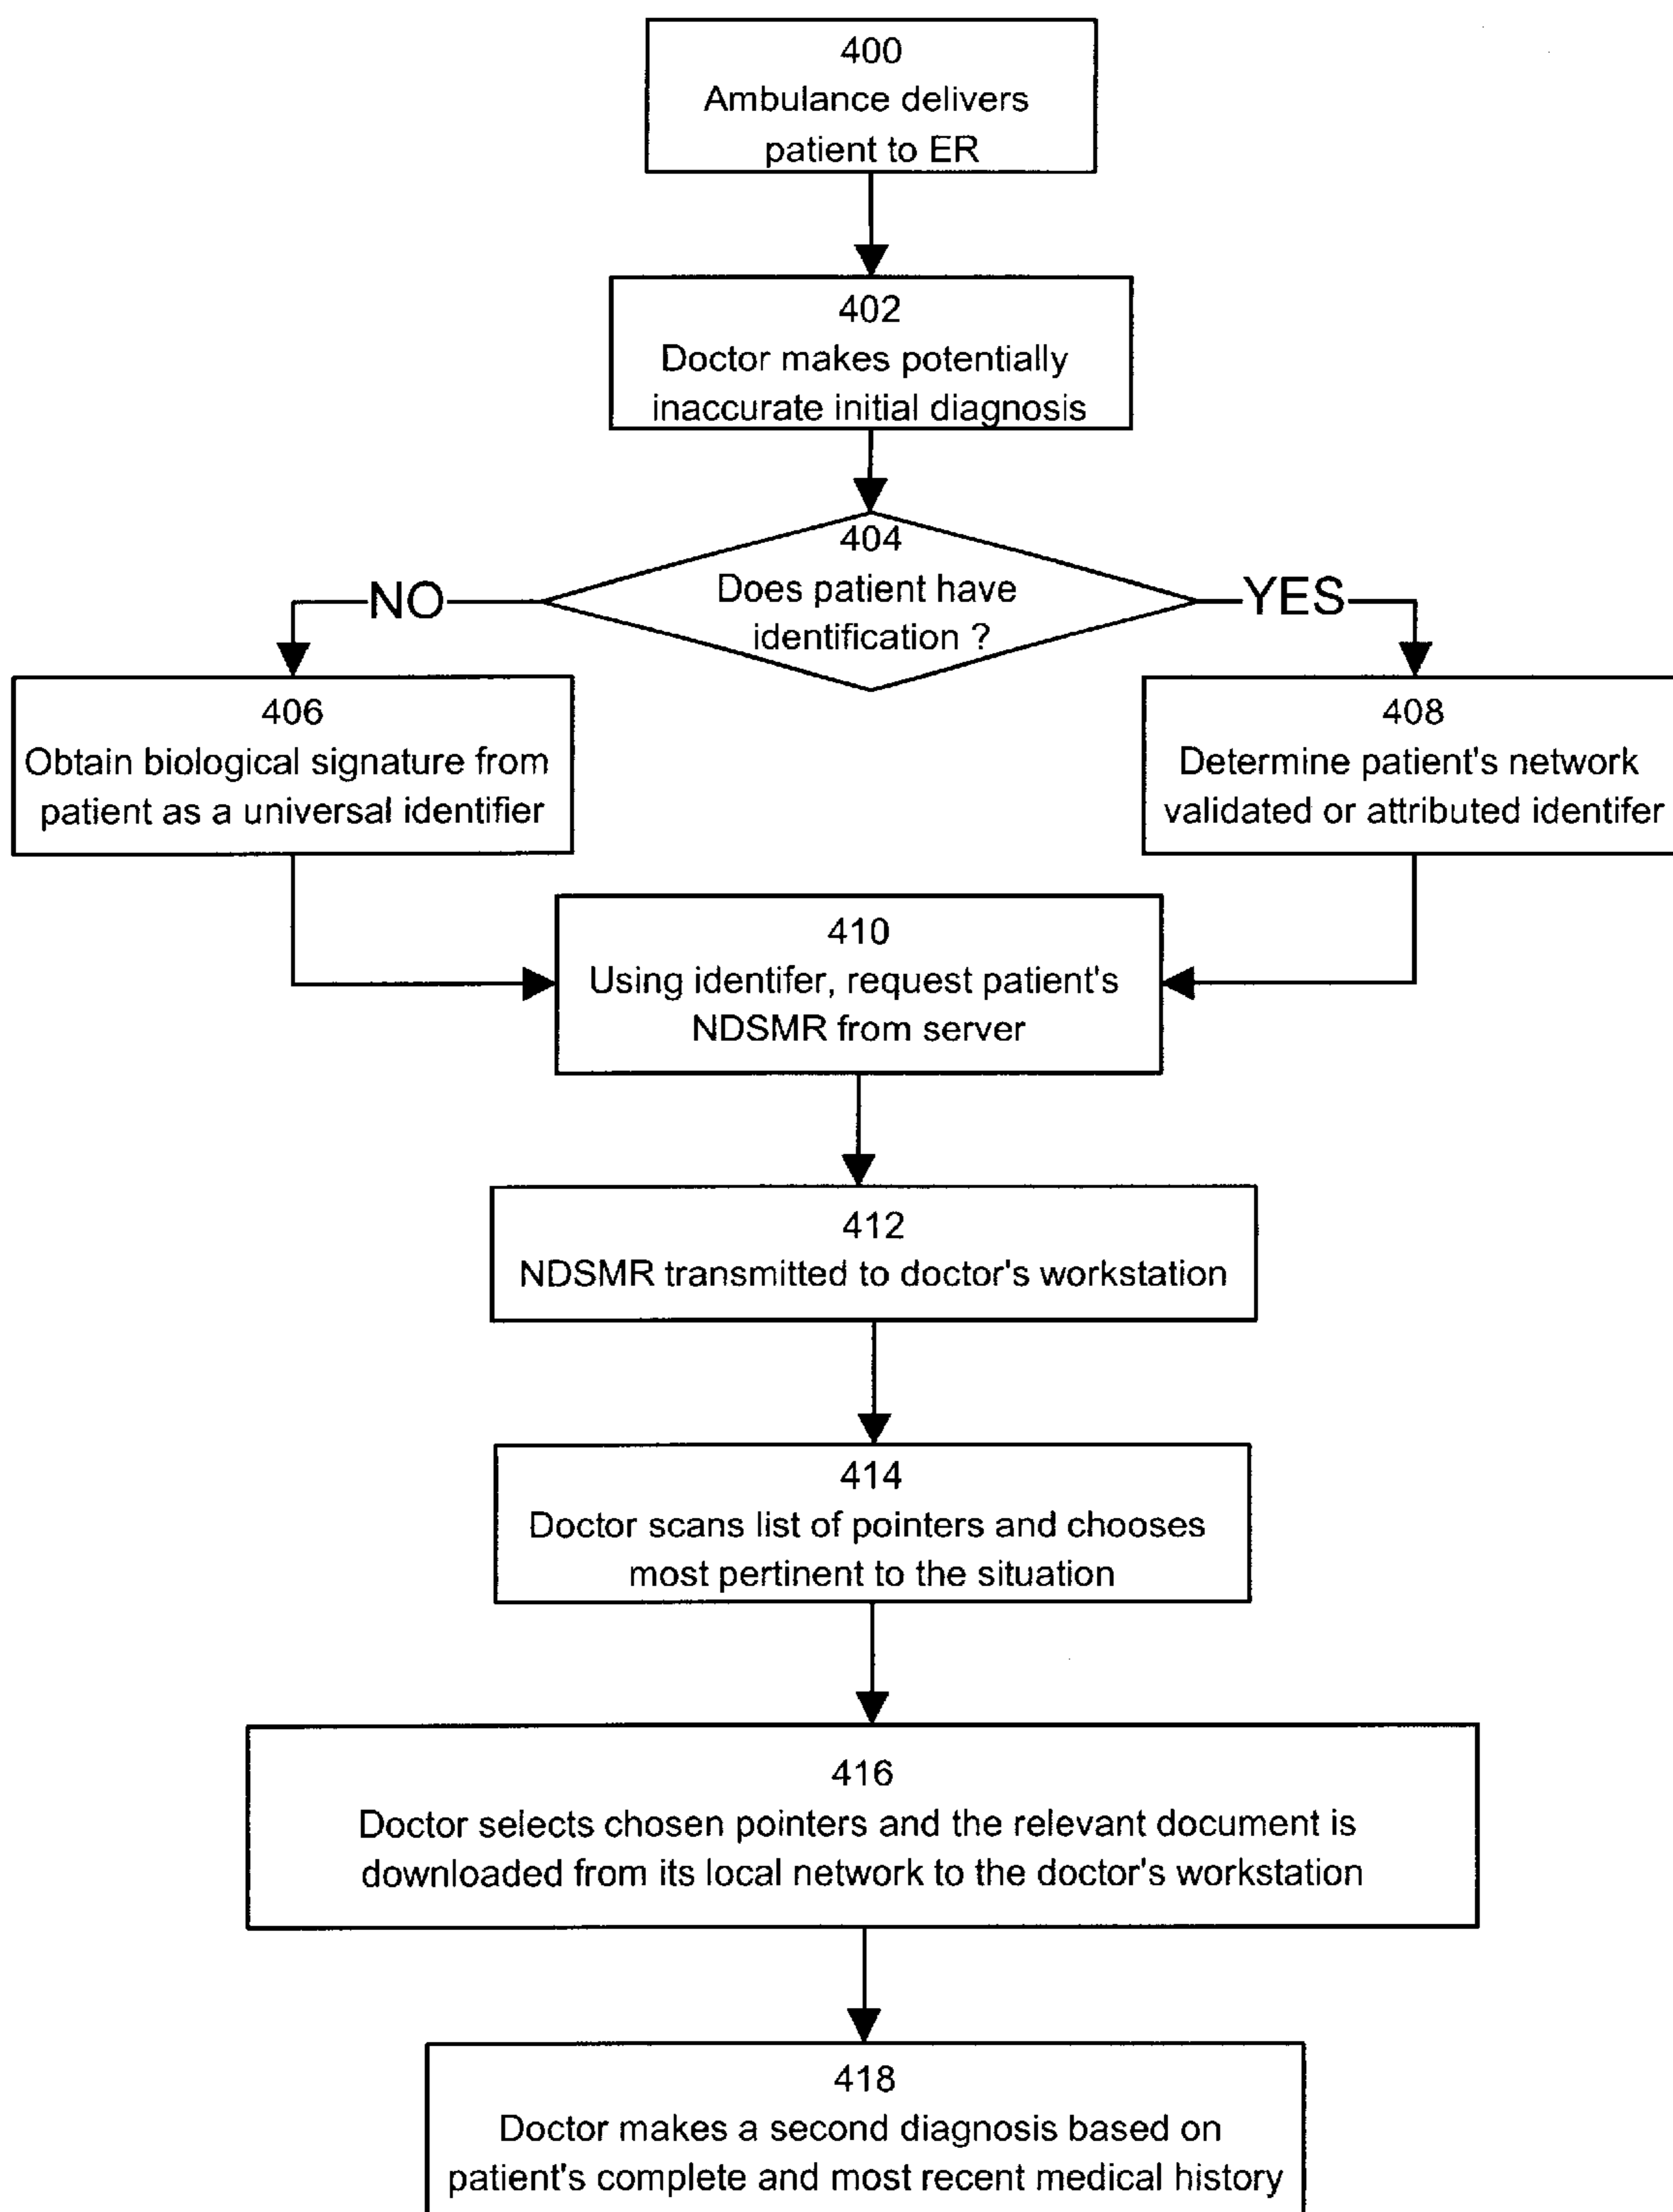 400
Ambulance delivers
patient to ER
402
Doctor makes potentially
inaccurate initial diagnosis
404
Does patient have
identification ?
NO
YES
406
Obtain biological signature from
patient as a universal identifier
408
Determine patient's network
validated or attributed identifer
410
Using identifer, request patient's
NDSMR from server
412
NDSMR transmitted to doctor's workstation
414
Doctor scans list of pointers and chooses
most pertinent to the situation
416
Doctor selects chosen pointers and the relevant document is
downloaded from its local network to the doctor's workstation
418
Doctor makes a second diagnosis based on
patient's complete and most recent medical history